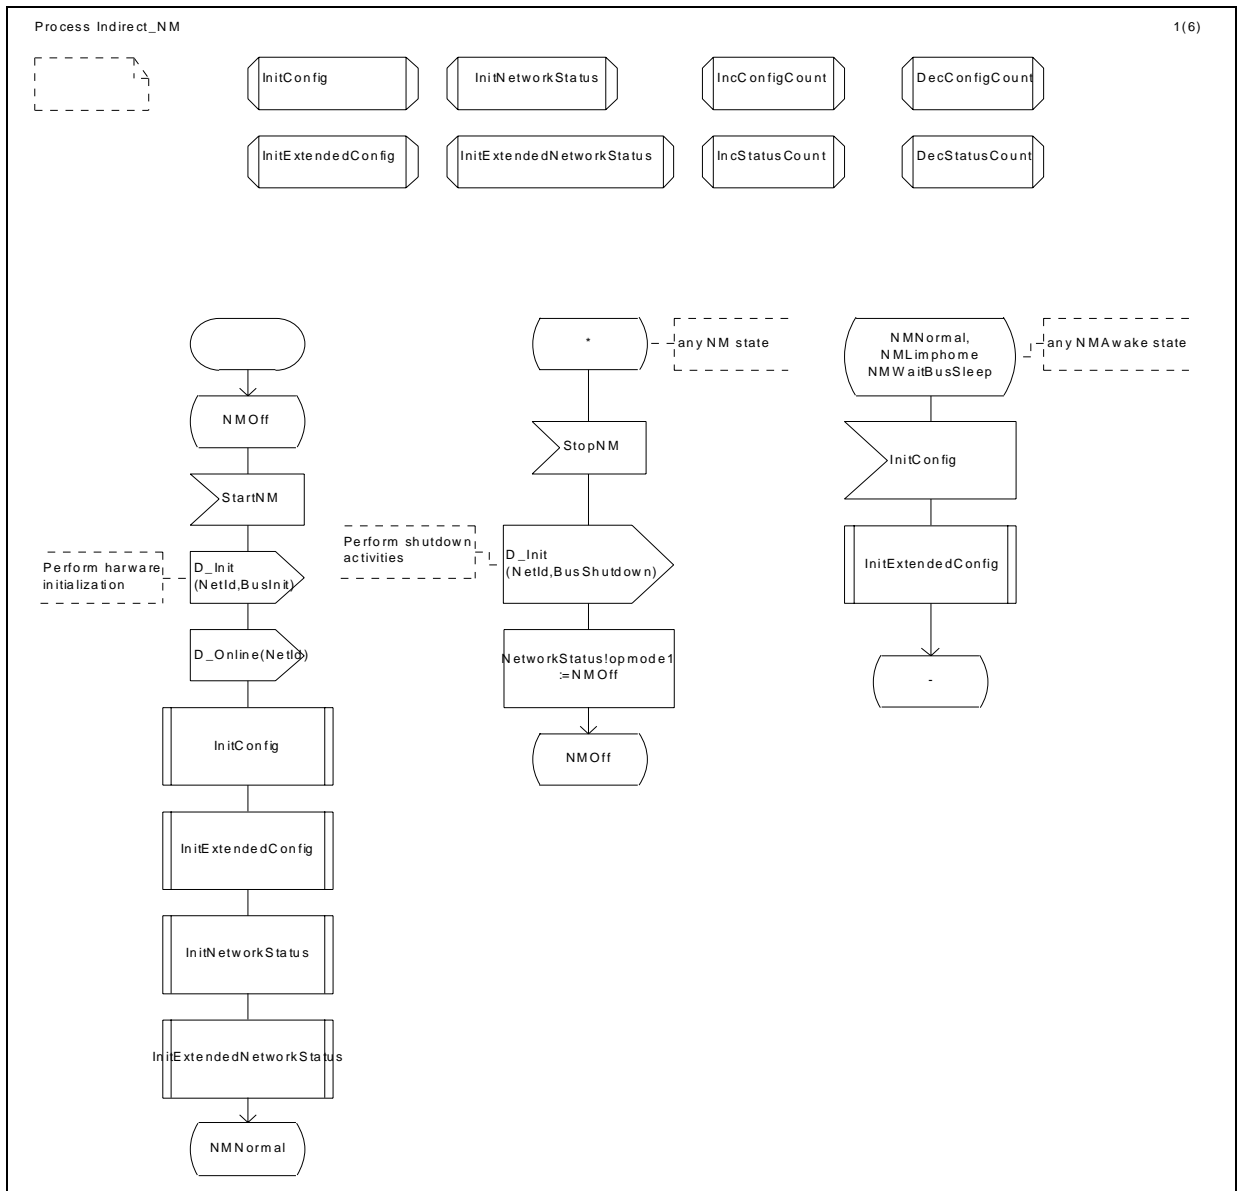 Process Indirect_NM
1(6)
InitConfig
InitNetworkStatus
IncConfigCount
DecConfigCount
InitExtendedConfig
InitExtendedNetworkStatus
IncStatusCount
DecStatusCount
NMOff
StartNM
Perform harware
initialization
D_Init
(NetId,BusInit)
D_Online(NetId)
InitConfig
InitExtendedConfig
InitNetworkStatus
InitExtendedNetworkStatus
NMNormal
*
any NM state
StopNM
Perform shutdown
activities
D_Init
(NetId,BusShutdown)
NetworkStatus!opmode1
:=NMOff
NMOff
NMNormal,
NMLimphome
NMWaitBusSleep
any NMAwake state
InitConfig
InitExtendedConfig
-